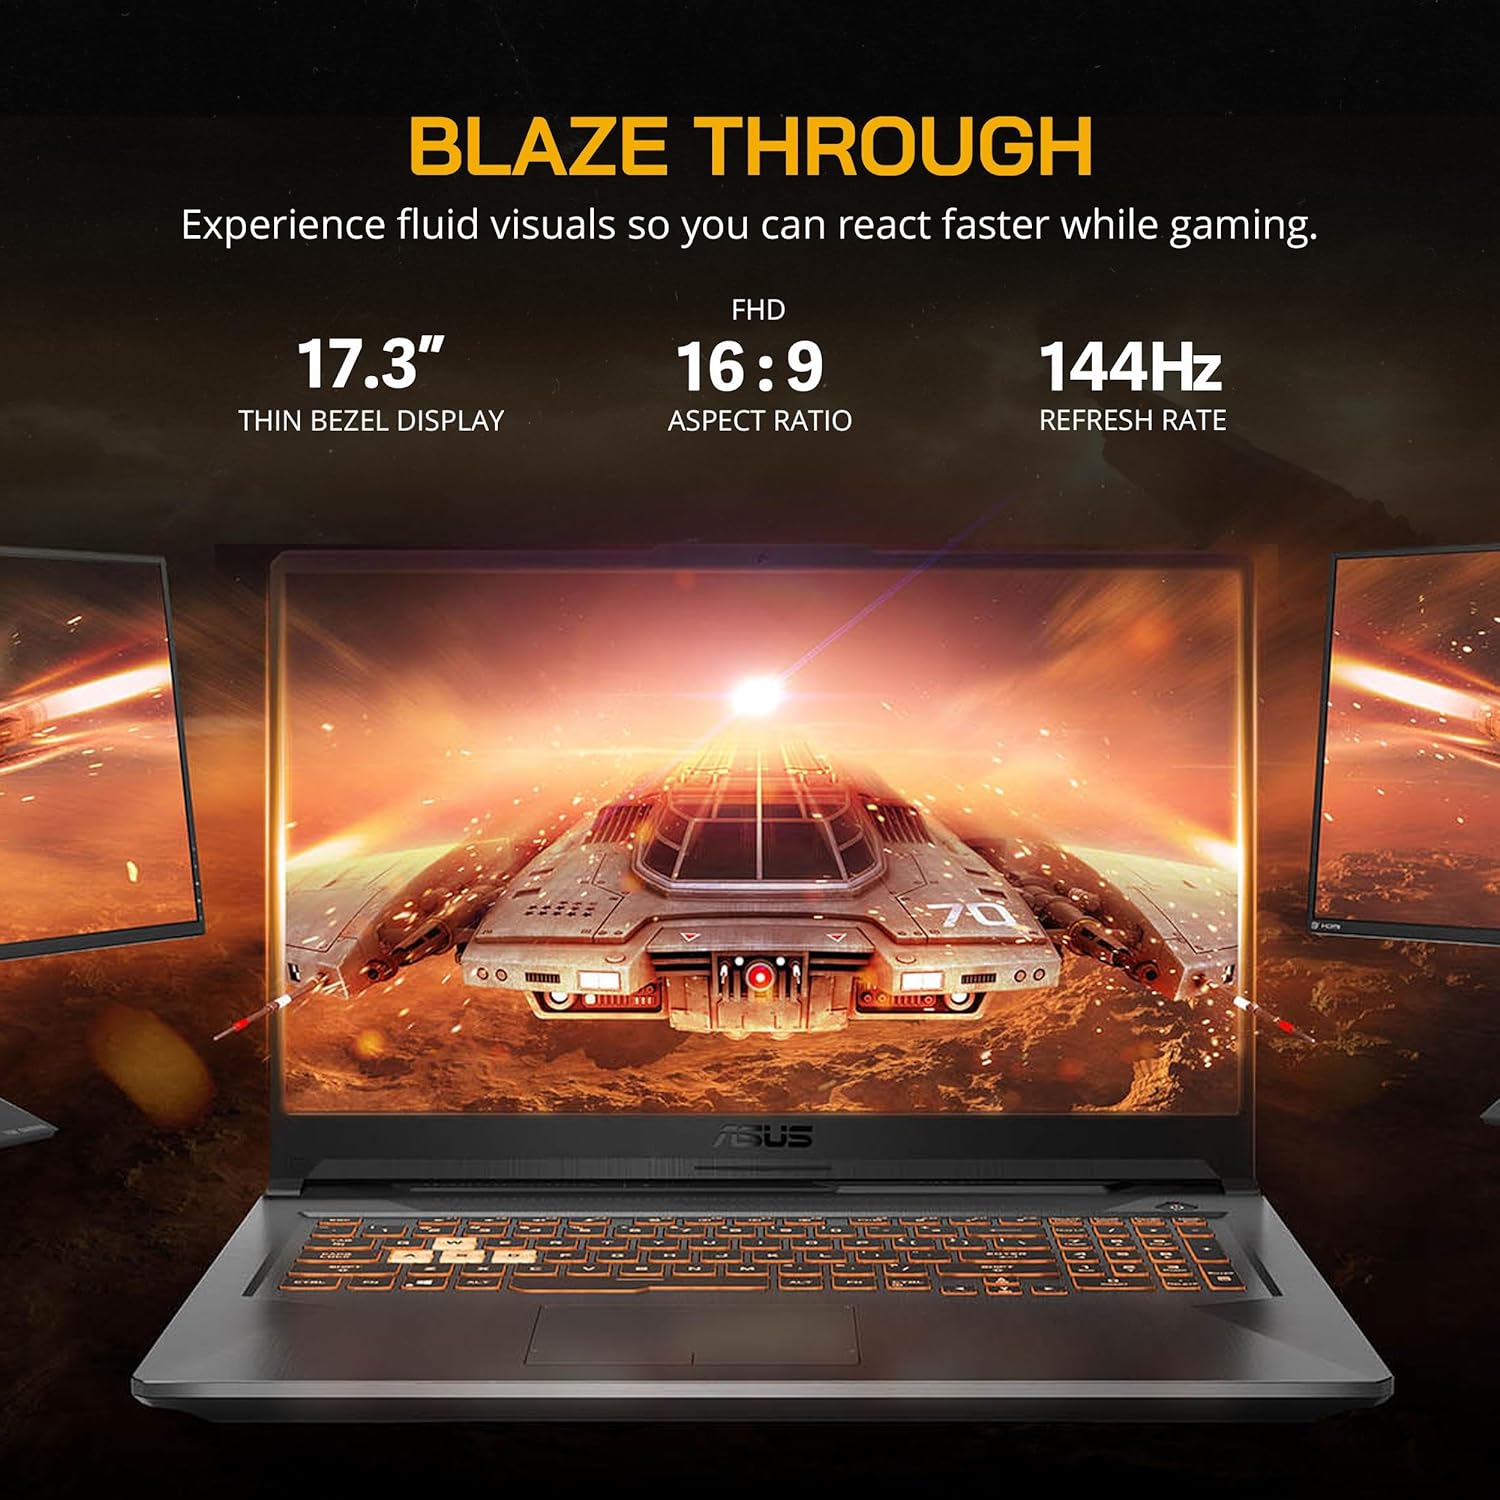 BLAZE THROUGH
Experience fluid visuals so you can react faster while gaming.
17.3"
THIN BEZEL DISPLAY
FHD
16:9
ASPECT RATIO
144Hz
REFRESH RATE
70
HDMI
ASUS
W
A S D